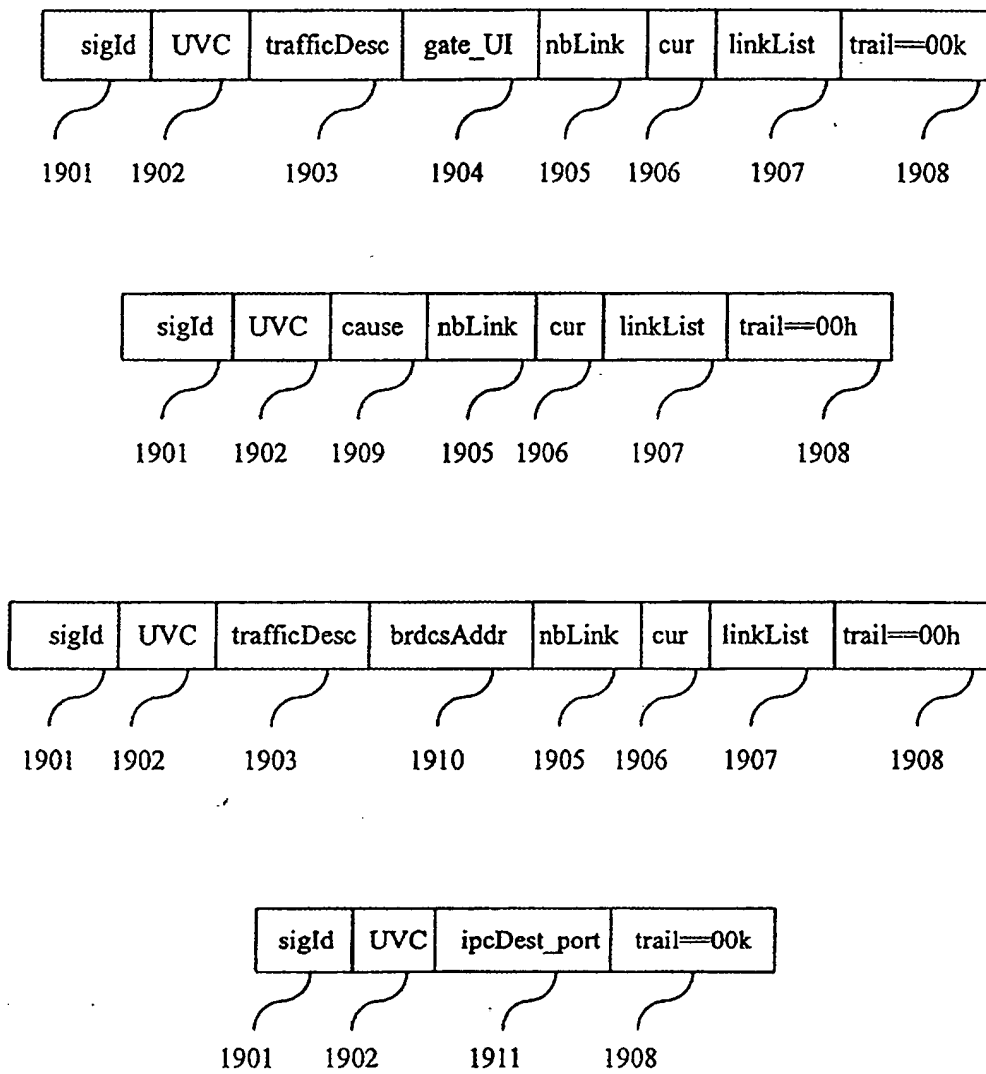 sigId UVC trafficDesc gate_UI nbLink cur linkList trail==00k
1901 1902 1903 1904 1905 1906 1907 1908
sigId UVC cause nbLink cur linkList trail==00h
1901 1902 1909 1905 1906 1907 1908
sigId UVC trafficDesc brdcsAddr nbLink cur linkList trail==00h
1901 1902 1903 1910 1905 1906 1907 1908
sigId UVC ipcDest_port trail==00k
1901 1902 1911 1908